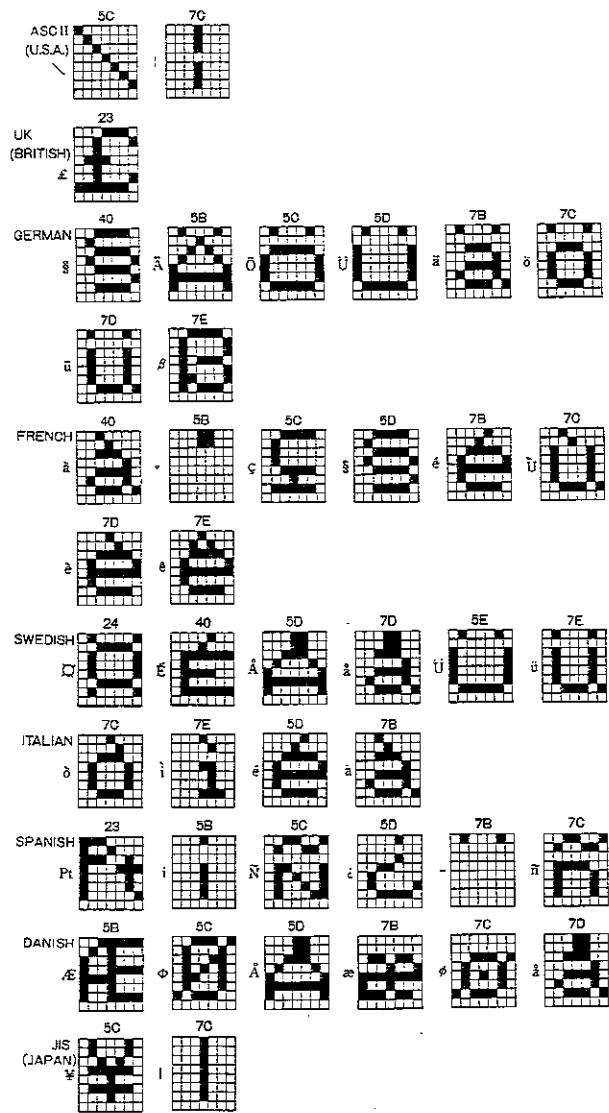 5C 7C
ASCII
(U.S.A.)
\ ¦
23
UK
(BRITISH)
£
40 5B 5C 5D 7B 7C
GERMAN
§ Ä Ö Ü ä ö
7D 7E
ü β
40 5B 5C 5D 7B 7C
FRENCH
à ° ç § é ù
7D 7E
è ê
24 40 5D 7D 5E 7E
SWEDISH
¤ É Å å Ü ü
7C 7E 5D 7B
ITALIAN
ò ì é à
23 5B 5C 5D 7B 7C
SPANISH
Pt ¡ Ñ ¿ ¨ ñ
5B 5C 5D 7B 7C 7D
DANISH
Æ Φ Å æ ø å
5C 7C
JIS
(JAPAN)
¥ |